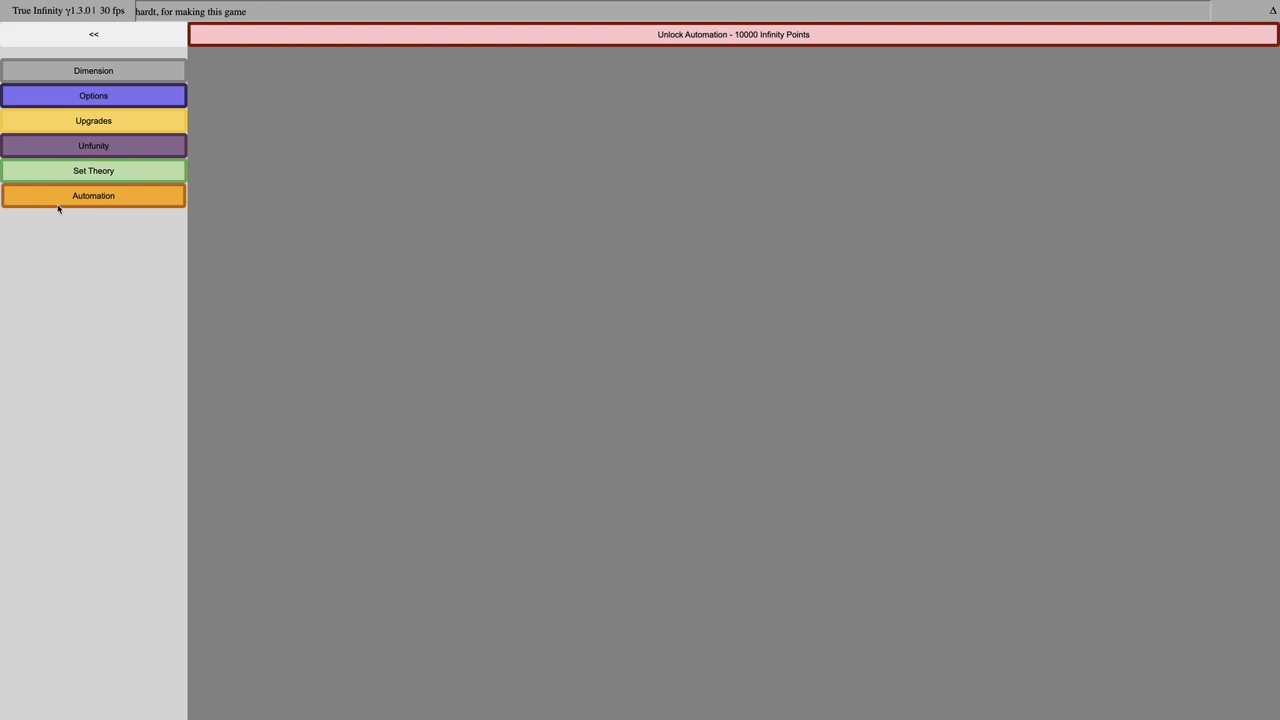 True Infinity γ1.3.0 | 30 fps
hardt, for making this game
Δ
<<
Unlock Automation - 10000 Infinity Points
Dimension
Options
Upgrades
Unfunity
Set Theory
Automation